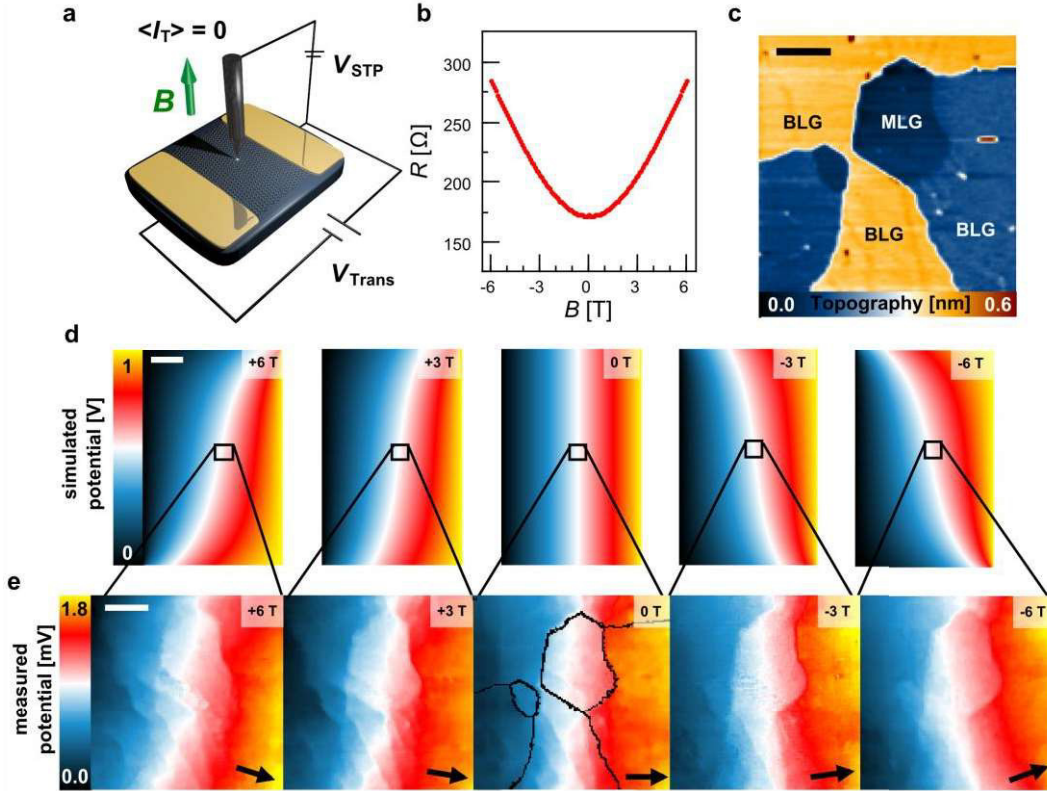 a
<I_T> = 0
B
V_STP
V_Trans
b
R [Ω]
300
250
200
150
-6
-3
0
3
6
B [T]
c
BLG
MLG
BLG
BLG
0.0
Topography [nm]
0.6
d
simulated
potential [V]
1
0
+6 T
+3 T
0 T
-3 T
-6 T
e
measured
potential [mV]
1.8
0.0
+6 T
+3 T
0 T
-3 T
-6 T